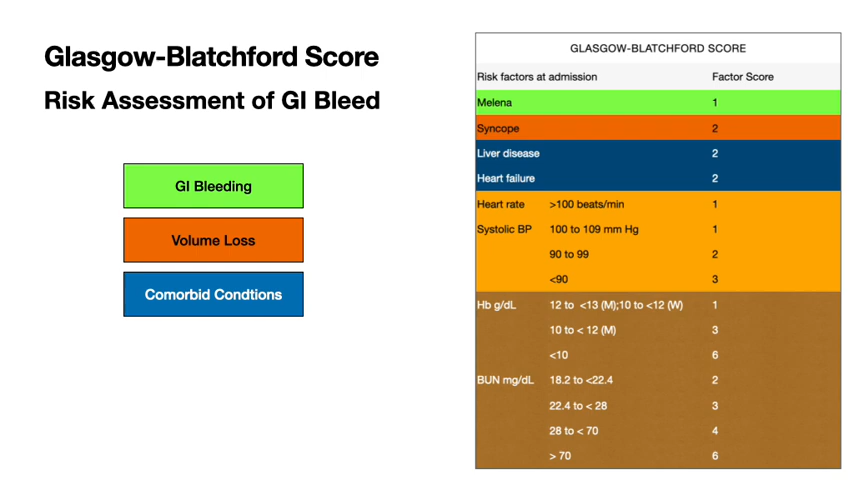 Glasgow-Blatchford Score
Risk Assessment of GI Bleed
GI Bleeding
Volume Loss
Comorbid Condtions
GLASGOW-BLATCHFORD SCORE
Risk factors at admission Factor Score
Melena 1
Syncope 2
Liver disease 2
Heart failure 2
Heart rate >100 beats/min 1
Systolic BP 100 to 109 mm Hg 1
90 to 99 2
<90 3
Hb g/dL 12 to <13 (M);10 to <12 (W) 1
10 to < 12 (M) 3
<10 6
BUN mg/dL 18.2 to <22.4 2
22.4 to < 28 3
28 to < 70 4
> 70 6